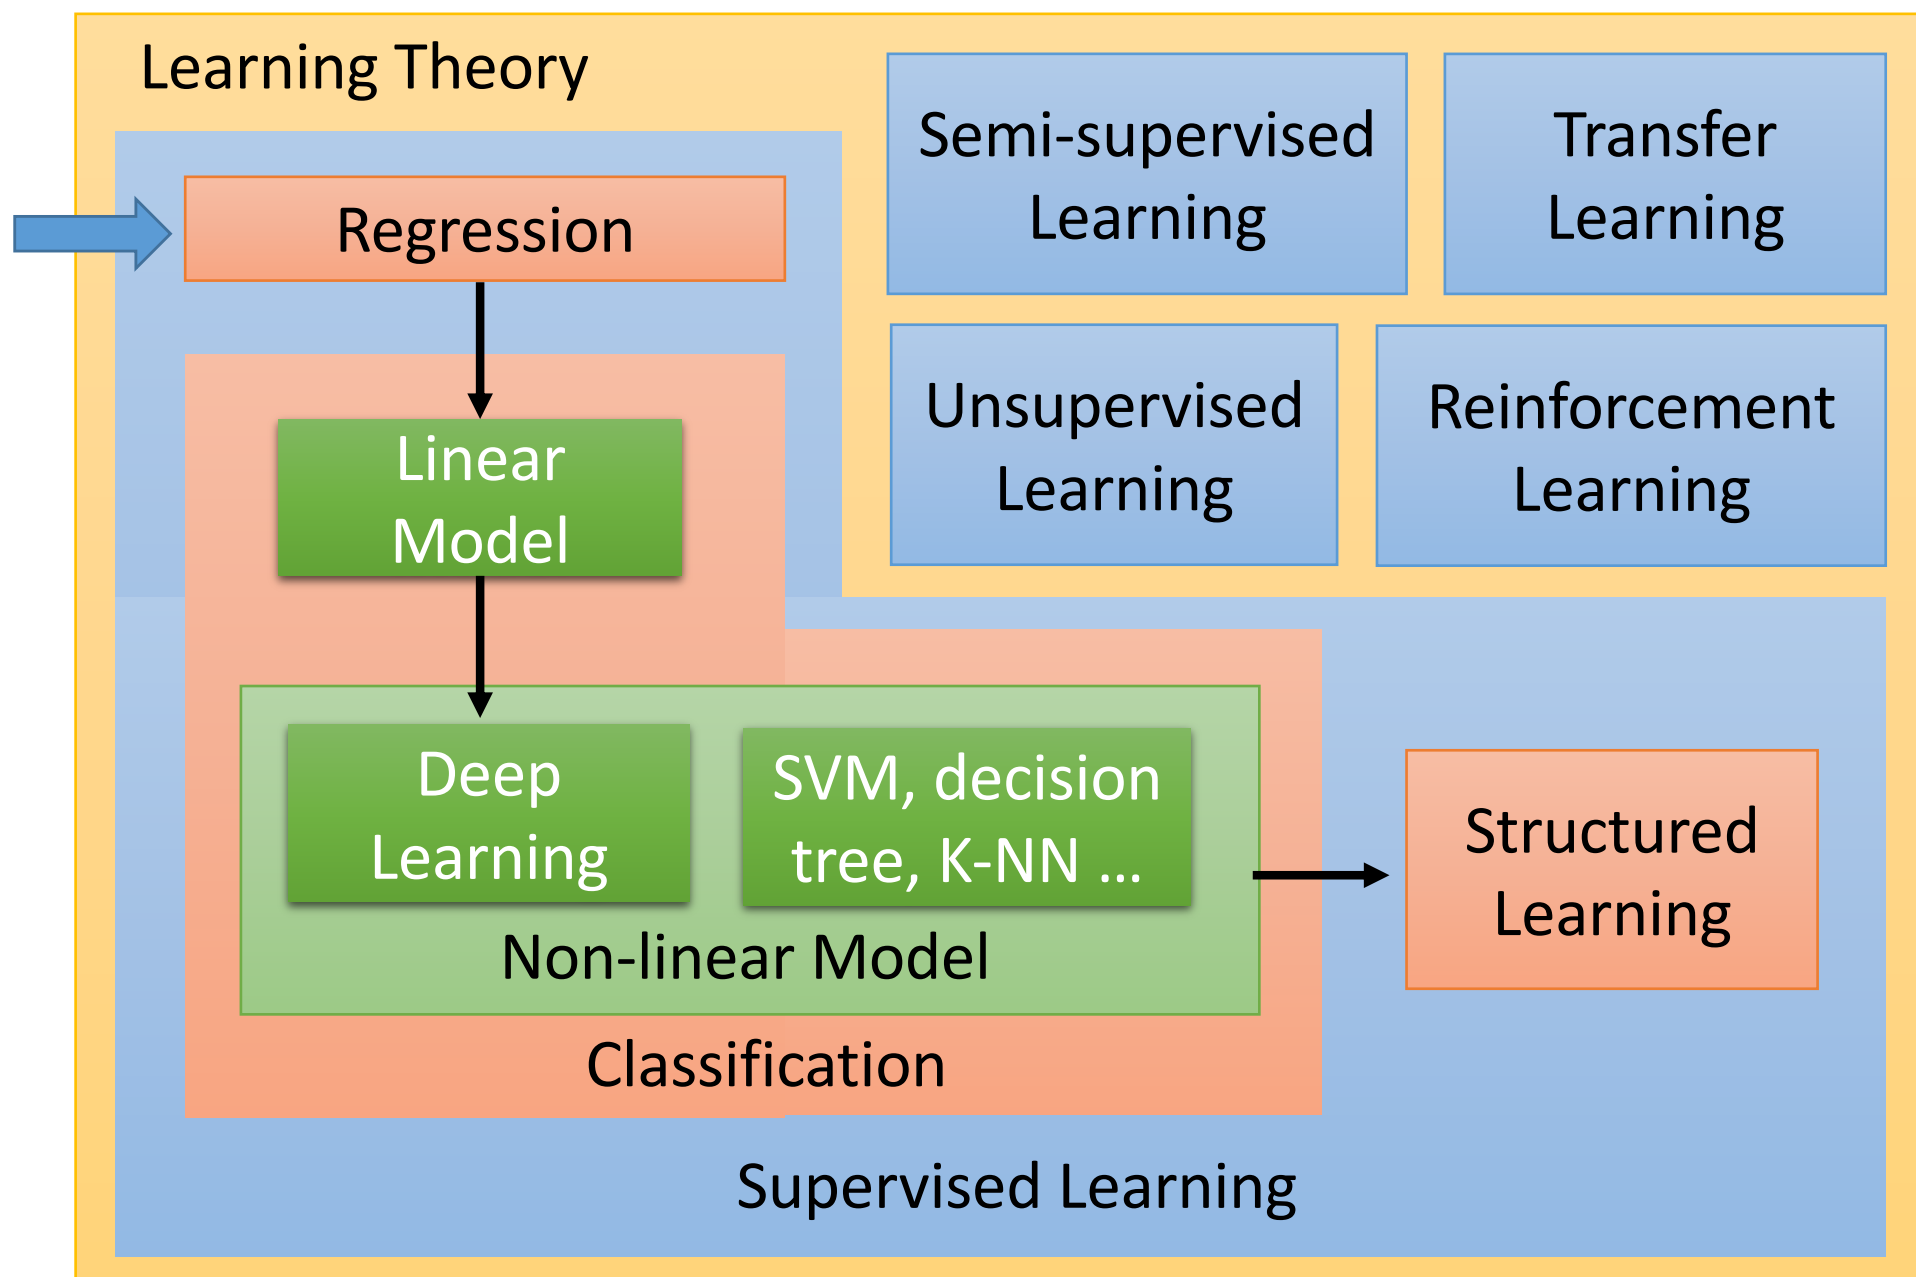 Learning Theory
Semi-supervised
Learning
Transfer
Learning
Regression
Unsupervised
Learning
Reinforcement
Learning
Linear
Model
Deep
Learning
SVM, decision
tree, K-NN ...
Non-linear Model
Structured
Learning
Classification
Supervised Learning